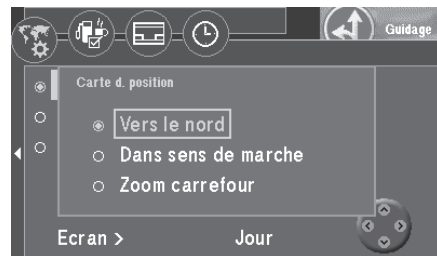 Guidage
Carte d. position
Vers le nord
Dans sens de marche
Zoom carrefour
Ecran > Jour